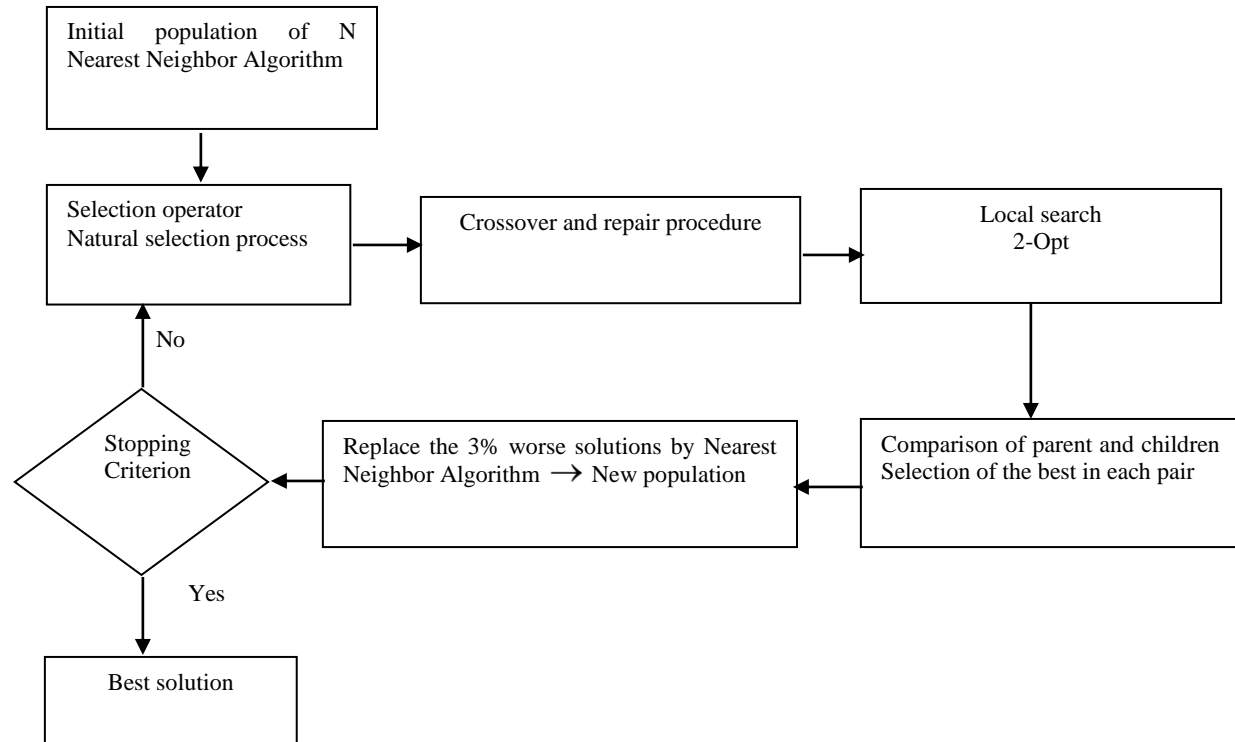 Initial population of N
Nearest Neighbor Algorithm
Selection operator
Natural selection process
Crossover and repair procedure
Local search
2-Opt
No
Stopping
Criterion
Replace the 3% worse solutions by Nearest
Neighbor Algorithm → New population
Comparison of parent and children
Selection of the best in each pair
Yes
Best solution